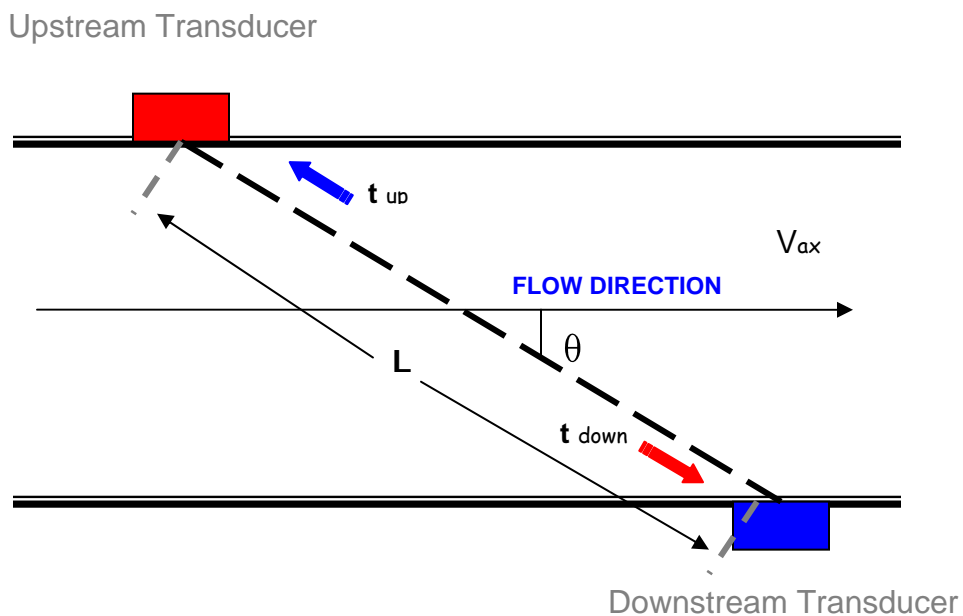 Upstream Transducer
t up
Vax
FLOW DIRECTION
θ
L
t down
Downstream Transducer